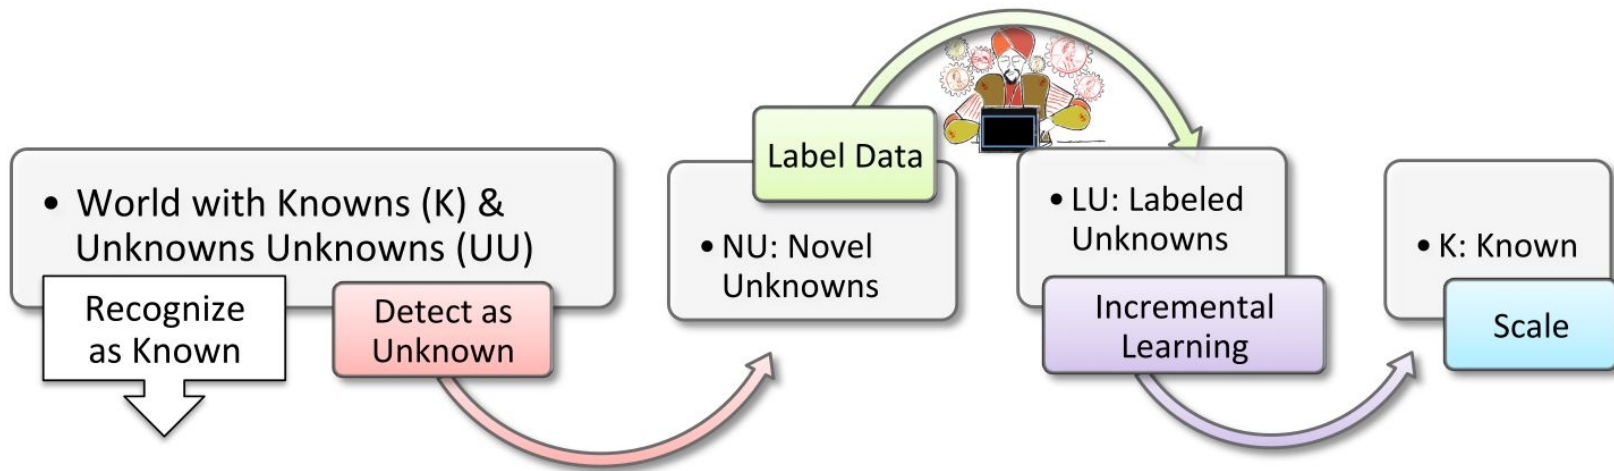 • World with Knowns (K) &
Unknowns Unknowns (UU)
Recognize
as Known
Detect as
Unknown
Label Data
• NU: Novel
Unknowns
• LU: Labeled
Unknowns
Incremental
Learning
• K: Known
Scale